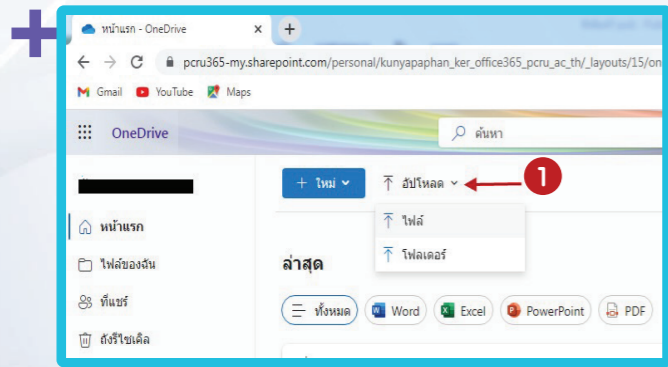 หน้าแรก - OneDrive
pcru365-my.sharepoint.com/personal/kunyapaphan_ker_office365_pcru_ac_th/_layouts/15/on
Gmail YouTube Maps
OneDrive
ค้นหา
+ ใหม่ อัปโหลด 1
ไฟล์
โฟลเดอร์
หน้าแรก
ไฟล์ของฉัน
ที่แชร์
ถังรีไซเคิล
ล่าสุด
ทั้งหมด Word Excel PowerPoint PDF